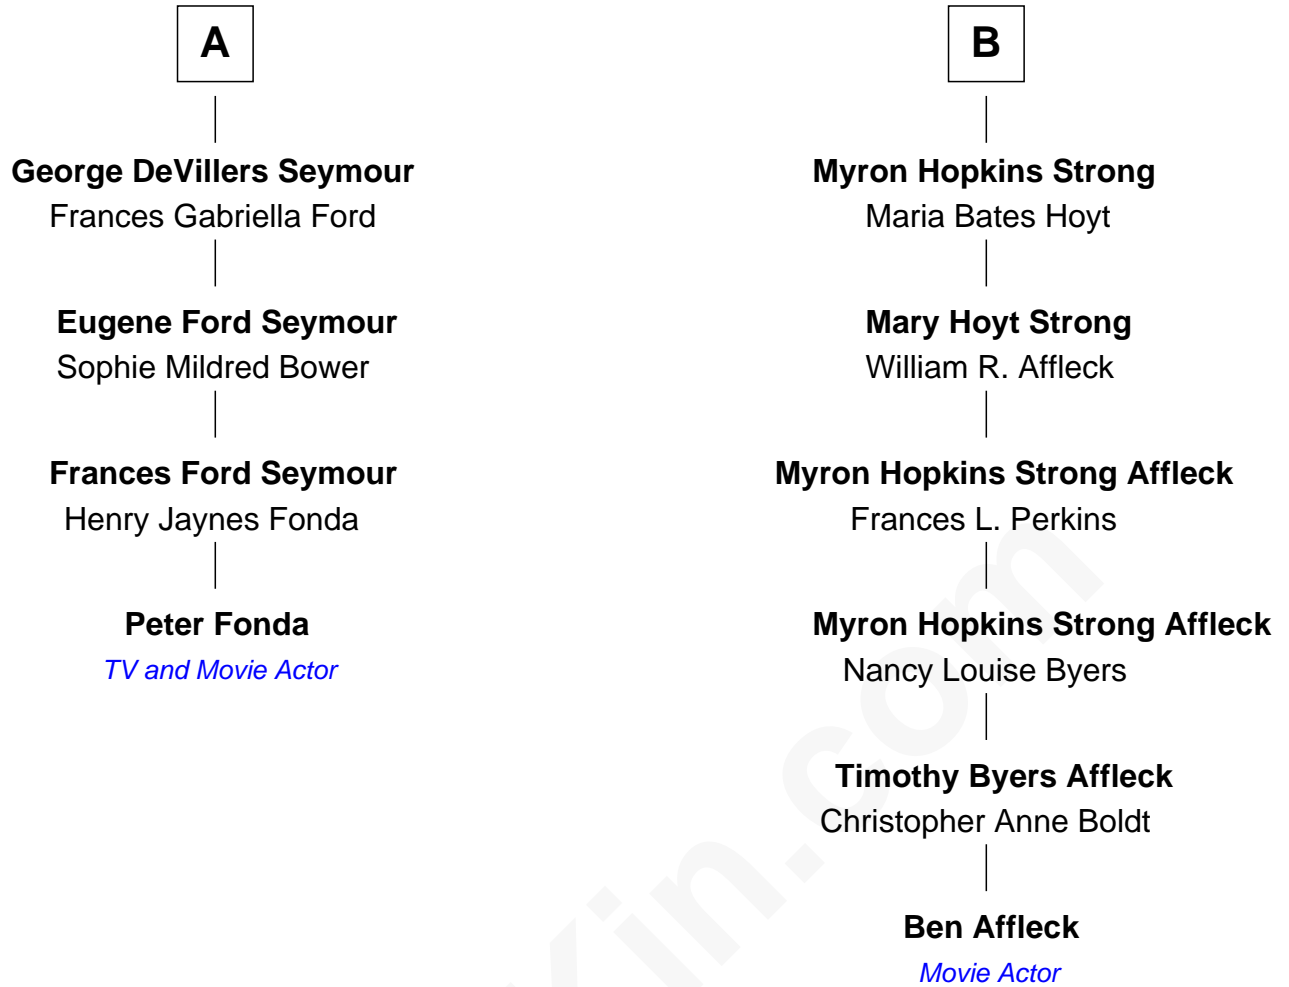 A
George DeVillers Seymour
Frances Gabriella Ford
Eugene Ford Seymour
Sophie Mildred Bower
Frances Ford Seymour
Henry Jaynes Fonda
Peter Fonda
TV and Movie Actor
B
Myron Hopkins Strong
Maria Bates Hoyt
Mary Hoyt Strong
William R. Affleck
Myron Hopkins Strong Affleck
Frances L. Perkins
Myron Hopkins Strong Affleck
Nancy Louise Byers
Timothy Byers Affleck
Christopher Anne Boldt
Ben Affleck
Movie Actor